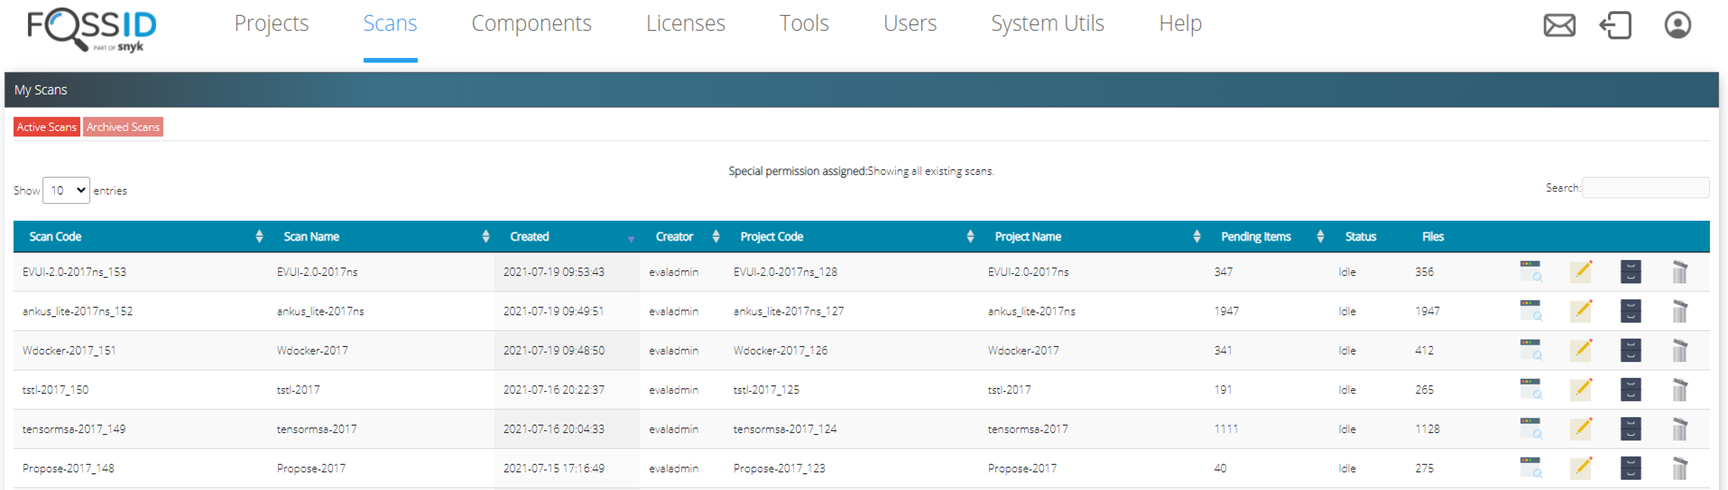 FOSSID
PART OF snyk
Projects Scans Components Licenses Tools Users System Utils Help
My Scans
Active Scans Archived Scans
Special permission assigned:Showing all existing scans.
Show 10 entries Search:
Scan Code Scan Name Created Creator Project Code Project Name Pending Items Status Files
EVUI-2.0-2017ns_153 EVUI-2.0-2017ns 2021-07-19 09:53:43 evaladmin EVUI-2.0-2017ns_128 EVUI-2.0-2017ns 347 Idle 356
ankus_lite-2017ns_152 ankus_lite-2017ns 2021-07-19 09:49:51 evaladmin ankus_lite-2017ns_127 ankus_lite-2017ns 1947 Idle 1947
Wdocker-2017_151 Wdocker-2017 2021-07-19 09:48:50 evaladmin Wdocker-2017_126 Wdocker-2017 341 Idle 412
tstl-2017_150 tstl-2017 2021-07-16 20:22:37 evaladmin tstl-2017_125 tstl-2017 191 Idle 265
tensormsa-2017_149 tensormsa-2017 2021-07-16 20:04:33 evaladmin tensormsa-2017_124 tensormsa-2017 1111 Idle 1128
Propose-2017_148 Propose-2017 2021-07-15 17:16:49 evaladmin Propose-2017_123 Propose-2017 40 Idle 275